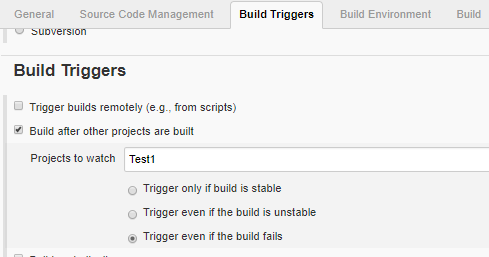 General Source Code Management Build Triggers Build Environment Build
Subversion
Build Triggers
Trigger builds remotely (e.g., from scripts)
Build after other projects are built
Projects to watch Test1
Trigger only if build is stable
Trigger even if the build is unstable
Trigger even if the build fails